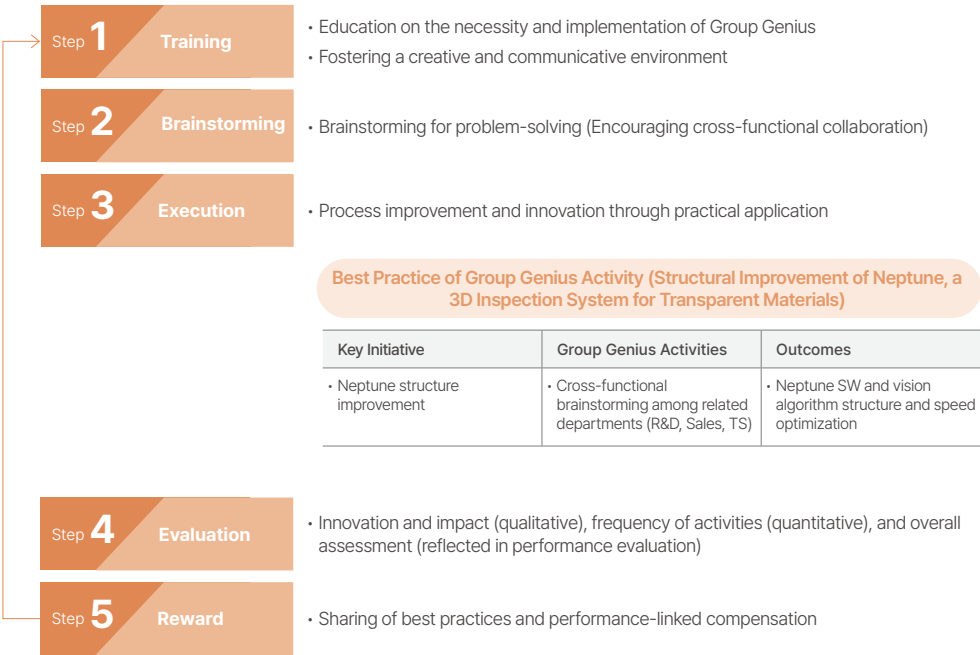 Step 1 Training
• Education on the necessity and implementation of Group Genius
• Fostering a creative and communicative environment
Step 2 Brainstorming
• Brainstorming for problem-solving (Encouraging cross-functional collaboration)
Step 3 Execution
• Process improvement and innovation through practical application
Best Practice of Group Genius Activity (Structural Improvement of Neptune, a
3D Inspection System for Transparent Materials)
Key Initiative
Group Genius Activities
Outcomes
• Neptune structure
improvement
• Cross-functional
brainstorming among related
departments (R&D, Sales, TS)
• Neptune SW and vision
algorithm structure and speed
optimization
Step 4 Evaluation
• Innovation and impact (qualitative), frequency of activities (quantitative), and overall
assessment (reflected in performance evaluation)
Step 5 Reward
• Sharing of best practices and performance-linked compensation